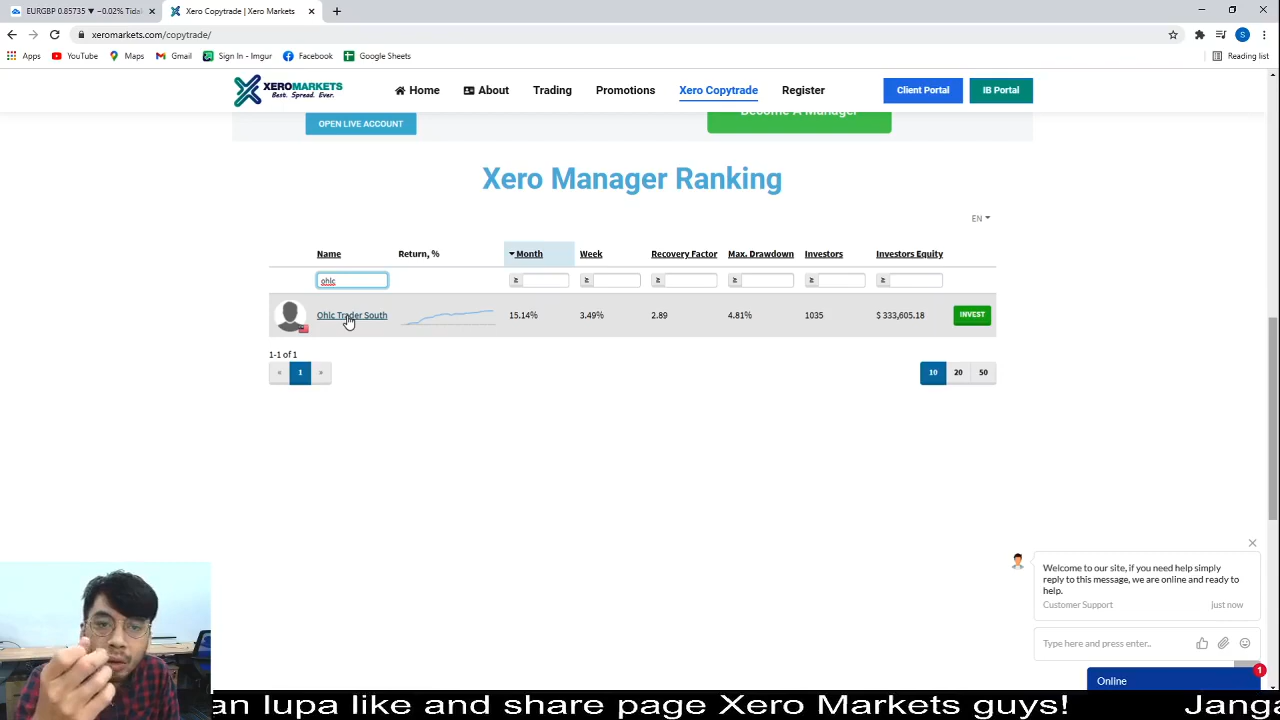 EURGBP 0.85735 ▼ −0.02% Tidal
Xero Copytrade | Xero Markets
xeromarkets.com/copytrade/
S
Apps
YouTube
Maps
Gmail
Sign In - Imgur
Facebook
Google Sheets
Reading list
XEROMARKETS
Best. Spread. Ever.
Home
About
Trading
Promotions
Xero Copytrade
Register
Client Portal
IB Portal
OPEN LIVE ACCOUNT
Become A Manager
Xero Manager Ranking
EN
Name Return, % Month Week Recovery Factor Max. Drawdown Investors Investors Equity
ohlc ≥ ≥ ≥ ≥ ≥ ≥
Ohlc Trader South 15.14% 3.49% 2.89 4.81% 1035 $ 333,605.18 INVEST
1-1 of 1
« 1 » 10 20 50
Welcome to our site, if you need help simply
reply to this message, we are online and ready to
help.
Customer Support Just now
Type here and press enter..
1
Online
an lupa like and share page Xero Markets guys! Janga